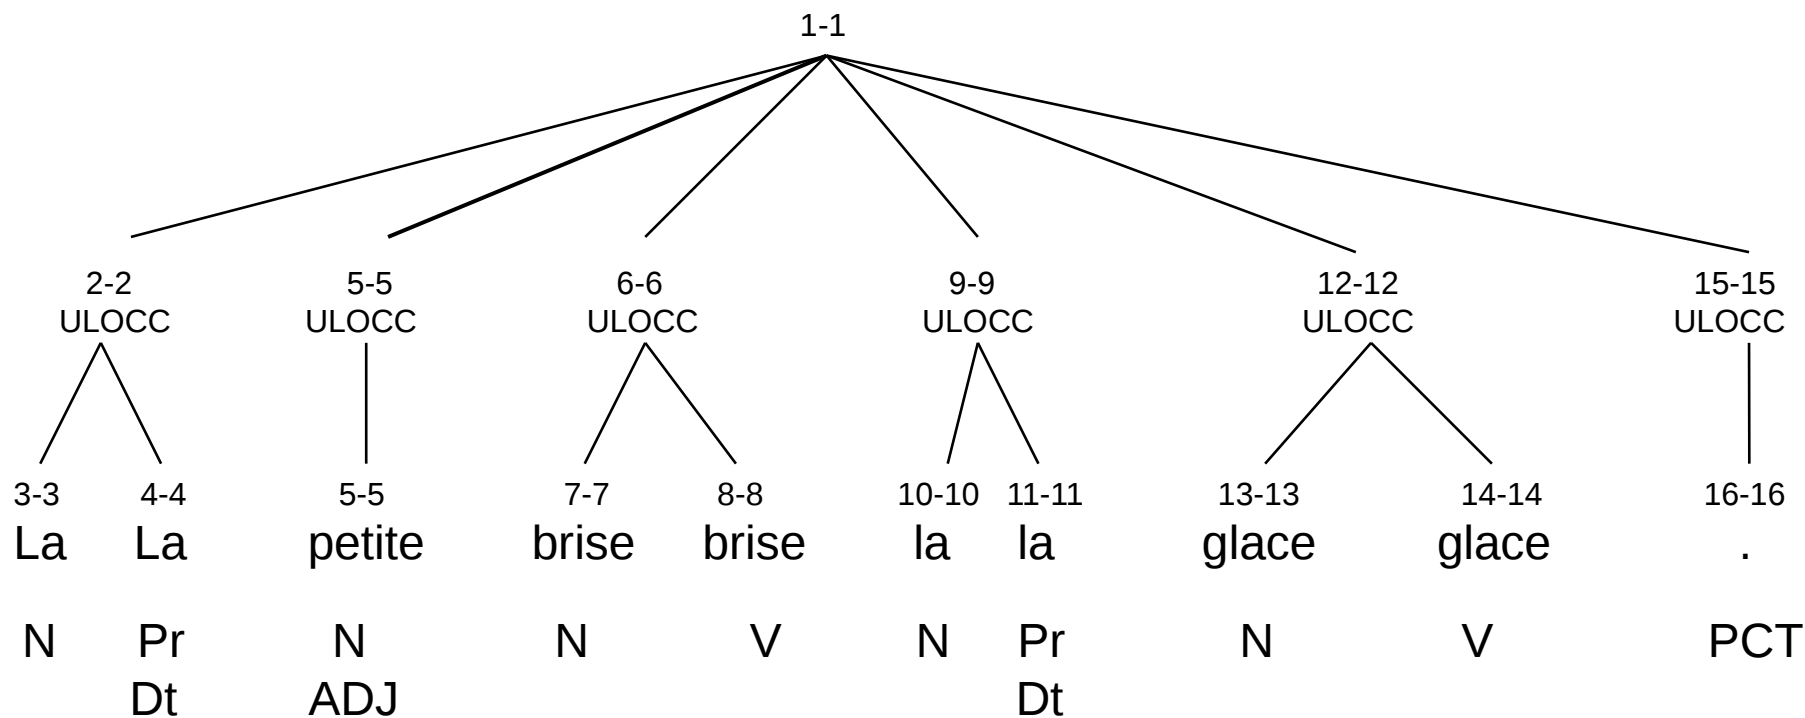 1-1
2-2 5-5 6-6 9-9 12-12 15-15
ULOCC ULOCC ULOCC ULOCC ULOCC ULOCC
3-3 4-4 5-5 7-7 8-8 10-10 11-11 13-13 14-14 16-16
La La petite brise brise la la glace glace .
N Pr N N V N Pr N V PCT
Dt ADJ Dt